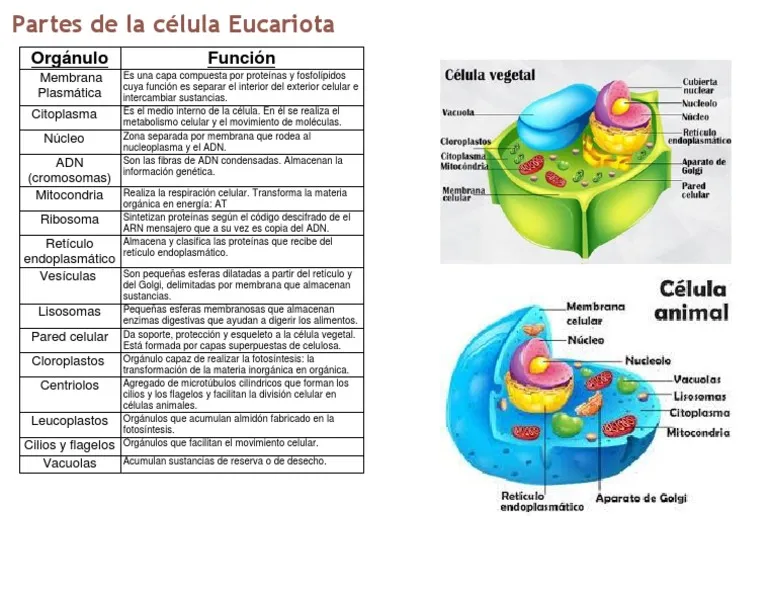 Partes de la célula Eucariota
Orgánulo Función
Membrana
Plasmática
Es una capa compuesta por proteínas y fosfolípidos
cuya función es separar el interior del exterior celular e
intercambiar sustancias.
Citoplasma
Es el medio interno de la célula. En él se realiza el
metabolismo celular y el movimiento de moléculas.
Núcleo
Zona separada por membrana que rodea al
nucleoplasma y el ADN.
ADN
(cromosomas)
Son las fibras de ADN condensadas. Almacenan la
información genética.
Mitocondria
Realiza la respiración celular. Transforma la materia
orgánica en energía: AT
Ribosoma
Sintetizan proteínas según el código descifrado de el
ARN mensajero que a su vez es copia del ADN.
Retículo
endoplasmático
Almacena y clasifica las proteínas que recibe del
retículo endoplasmático.
Vesículas
Son pequeñas esferas dilatadas a partir del retículo y
del Golgi, delimitadas por membrana que almacenan
sustancias.
Lisosomas
Pequeñas esferas membranosas que almacenan
enzimas digestivas que ayudan a digerir los alimentos.
Pared celular
Da soporte, protección y esqueleto a la célula vegetal.
Está formada por capas superpuestas de celulosa.
Cloroplastos
Orgánulo capaz de realizar la fotosíntesis: la
transformación de la materia inorgánica en orgánica.
Centriolos
Agregado de microtúbulos cilíndricos que forman los
cilios y los flagelos y facilitan la división celular en
células animales.
Leucoplastos
Orgánulos que acumulan almidón fabricado en la
fotosíntesis.
Cilios y flagelos
Orgánulos que facilitan el movimiento celular.
Vacuolas
Acumulan sustancias de reserva o de desecho.
Célula vegetal
Cubierta
nuclear
Nucleolo
Núcleo
Retículo
endoplasmático
Aparato de
Golgi
Pared
celular
Vacuola
Cloroplastos
Citoplasma
Mitocóndria
Membrana
celular
Célula
animal
Membrana
celular
Núcleo
Nucleolo
Vacuolas
Lisosomas
Citoplasma
Mitocondria
Retículo
endoplasmático
Aparato de Golgi